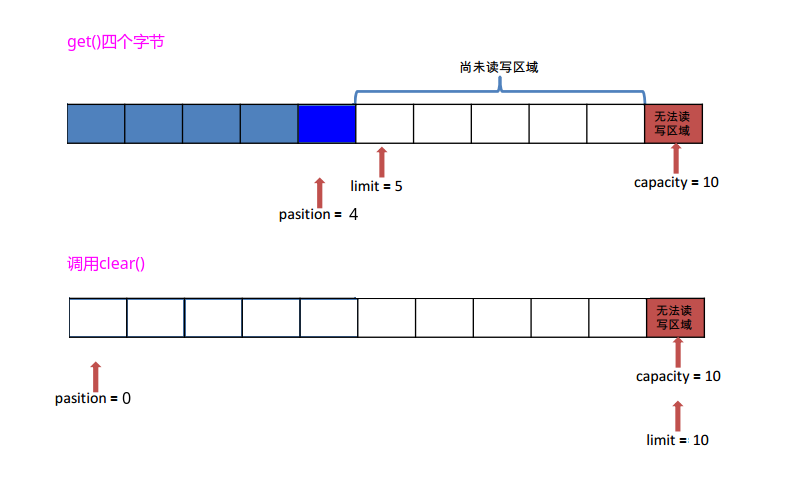 get()四个字节
尚未读写区域
无法读
写区域
limit = 5
capacity = 10
pasition = 4
调用clear()
无法读
写区域
capacity = 10
pasition = 0
limit = 10